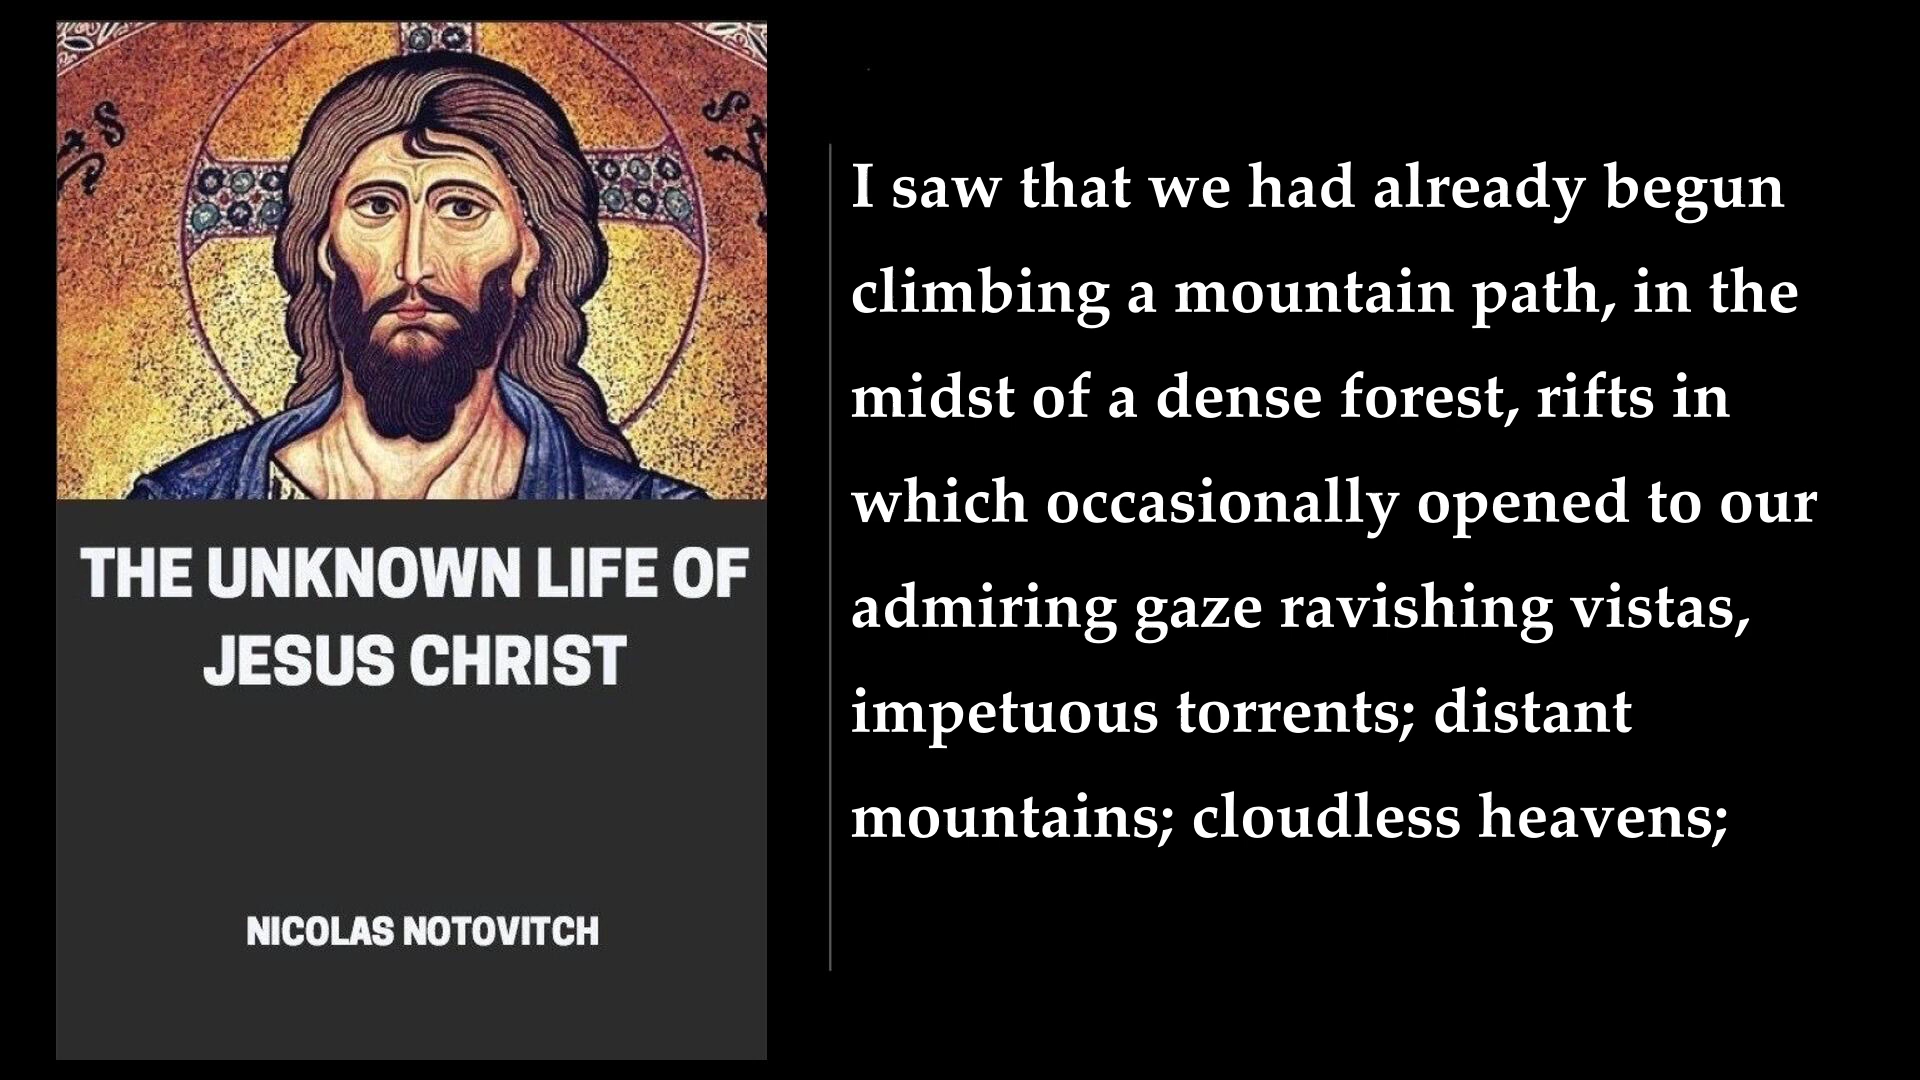 THE UNKNOWN LIFE OF
JESUS CHRIST
NICOLAS NOTOVITCH
I saw that we had already begun
climbing a mountain path, in the
midst of a dense forest, rifts in
which occasionally opened to our
admiring gaze ravishing vistas,
impetuous torrents; distant
mountains; cloudless heavens;